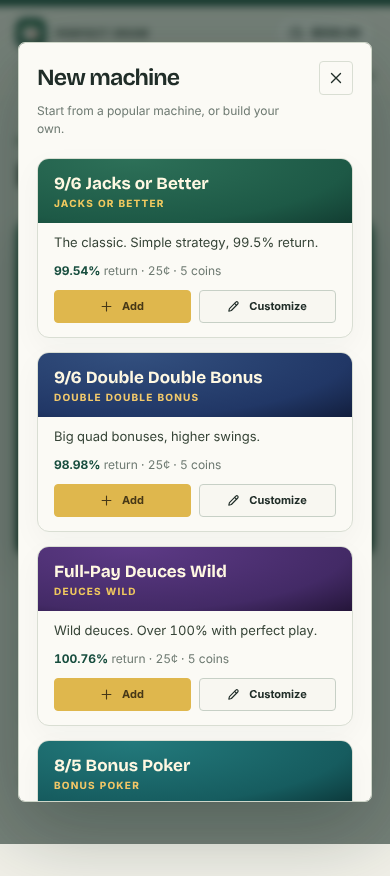 New machine
Start from a popular machine, or build your
own.
9/6 Jacks or Better
JACKS OR BETTER
The classic. Simple strategy, 99.5% return.
99.54% return · 25¢ · 5 coins
Add
Customize
9/6 Double Double Bonus
DOUBLE DOUBLE BONUS
Big quad bonuses, higher swings.
98.98% return · 25¢ · 5 coins
Add
Customize
Full-Pay Deuces Wild
DEUCES WILD
Wild deuces. Over 100% with perfect play.
100.76% return · 25¢ · 5 coins
Add
Customize
8/5 Bonus Poker
BONUS POKER